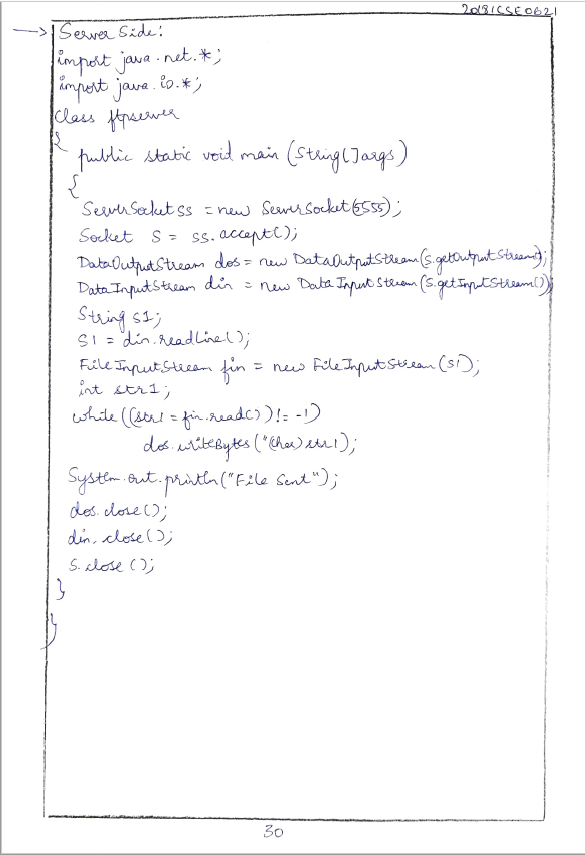 20181CSE0621
→ Server Side:
import java.net.*;
import java.io.*;
class ftpserver
{
public static void main (String[]args)
{
ServerSocket ss = new ServerSocket(5555);
Socket S = ss.accept();
DataOutputStream dos = new DataOutputStream(S.getOutputStream());
DataInputStream din = new DataInputStream(S.getInputStream());
String s1;
S1 = din.readLine();
FileInputStream fin = new FileInputStream(S1);
int str1;
while((str1 = fin.read()) != -1)
dos.writeBytes(""(char)str1);
System.out.println("File Sent");
dos.close();
din.close();
S.close();
}
}
30